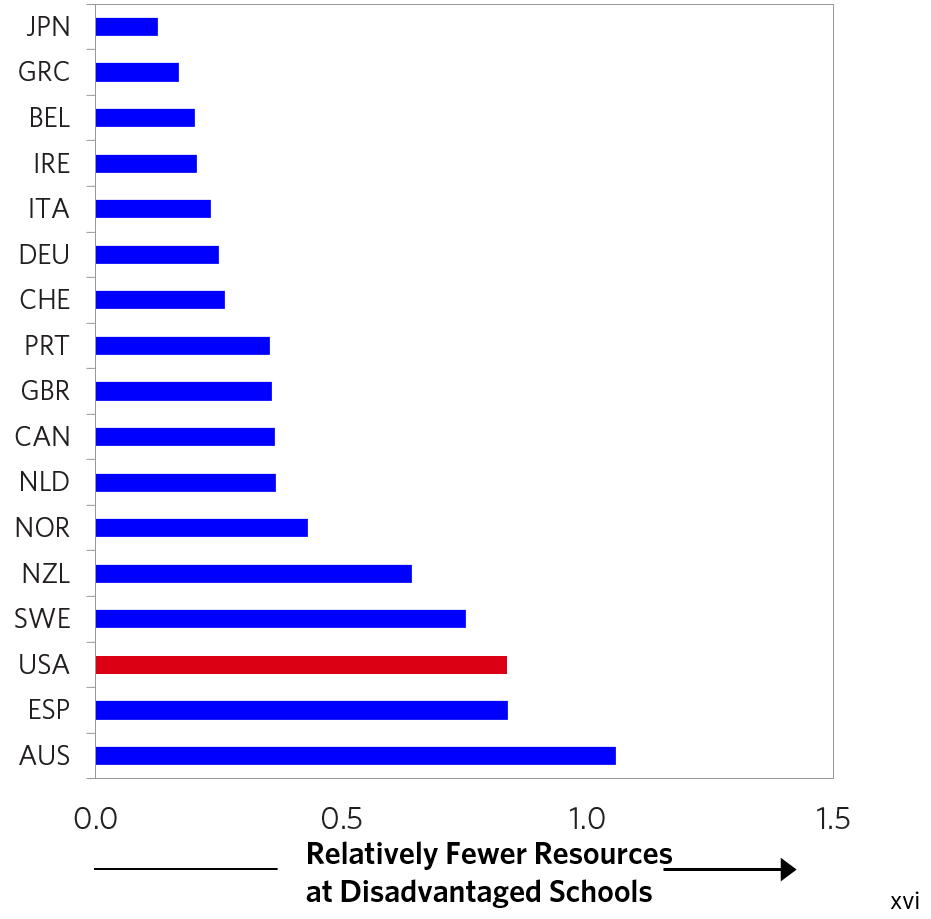 JPN
GRC
BEL
IRE
ITA
DEU
CHE
PRT
GBR
CAN
NLD
NOR
NZL
SWE
USA
ESP
AUS
0.0 0.5 1.0 1.5
Relatively Fewer Resources
at Disadvantaged Schools
xvi